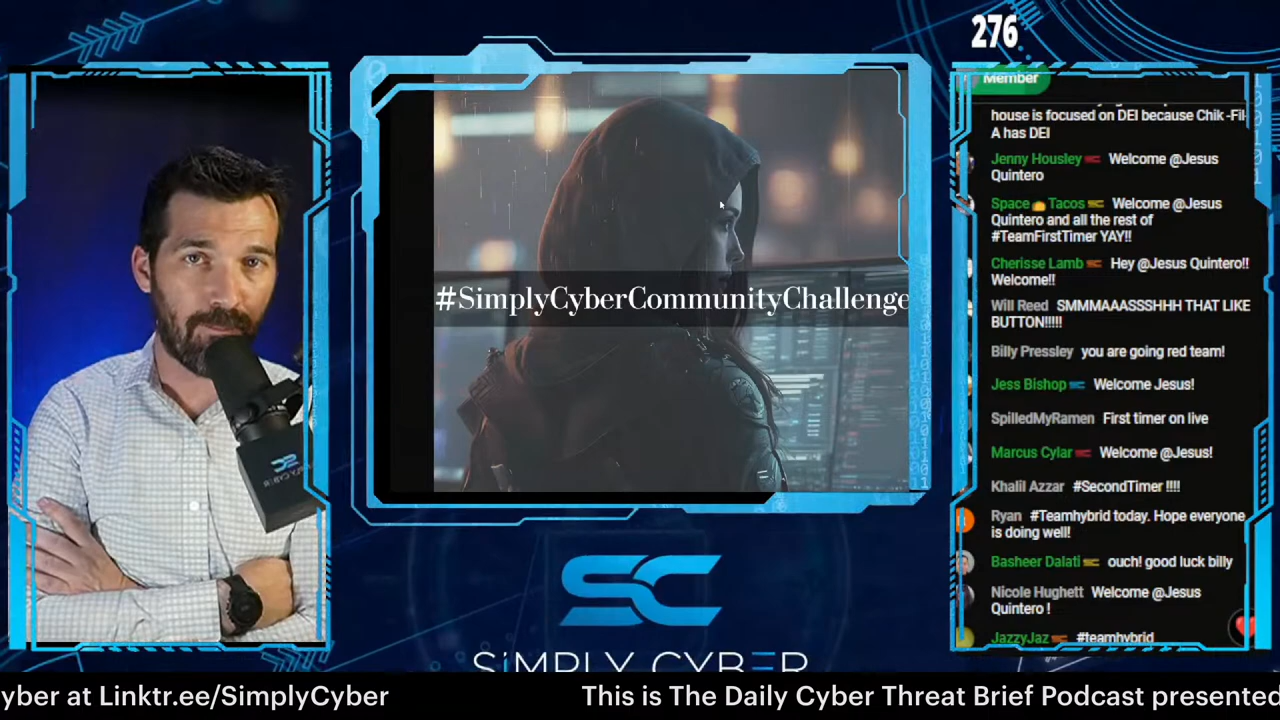 276
Member
house is focused on DEI because Chik -Fil-
A has DEI
Jenny Housley Welcome @Jesus
Quintero
Space Tacos Welcome @Jesus
Quintero and all the rest of
#TeamFirstTimer YAY!!
Cherisse Lamb Hey @Jesus Quintero!!
Welcome!!
Will Reed SMMMAAASSSHHH THAT LIKE
BUTTON!!!!!
Billy Pressley you are going red team!
Jess Bishop Welcome Jesus!
SpilledMyRamen First timer on live
Marcus Cylar Welcome @Jesus!
Khalil Azzar #SecondTimer !!!!
Ryan #Teamhybrid today. Hope everyone
is doing well!
Basheer Dalati ouch! good luck billy
Nicole Hughett Welcome @Jesus
Quintero !
JazzyJaz #teamhybrid
#SimplyCyberCommunityChallenge
SC
SiMPLY CYBER
yber at Linktr.ee/SimplyCyber This is The Daily Cyber Threat Brief Podcast presented